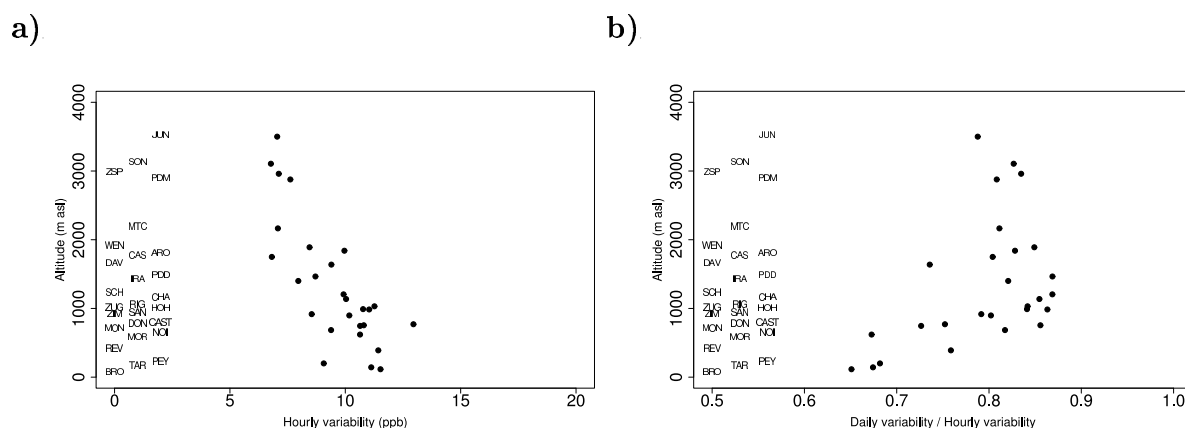 a)
b)
4000
3000
2000
1000
0
Altitude (m asl)
JUN
SON
ZSP
PDM
MTC
WEN
CAS
ARO
DAV
IRA
PDD
SCH
CHA
ZUG
RIG
HOH
ZIM
SAN
DON
CAST
MON
MOR
NOI
REV
TAR
PEY
BRO
0
5
10
15
20
Hourly variability (ppb)
4000
3000
2000
1000
0
Altitude (m asl)
JUN
SON
ZSP
PDM
MTC
WEN
CAS
ARO
DAV
IRA
PDD
SCH
CHA
ZUG
RIG
HOH
ZIM
SAN
DON
CAST
MON
MOR
NOI
REV
TAR
PEY
BRO
0.5
0.6
0.7
0.8
0.9
1.0
Daily variability / Hourly variability